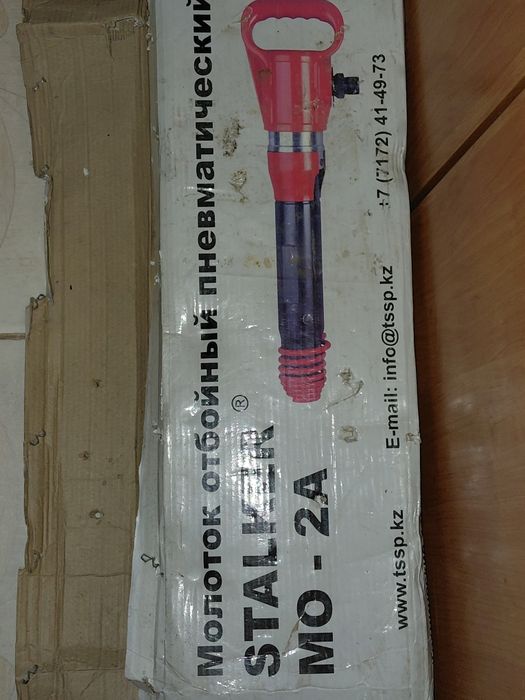 Молоток отбойный пневматический
STALKER ®
МО - 2А
www.tssp.kz E-mail: info@tssp.kz +7 (7172) 41-49-73